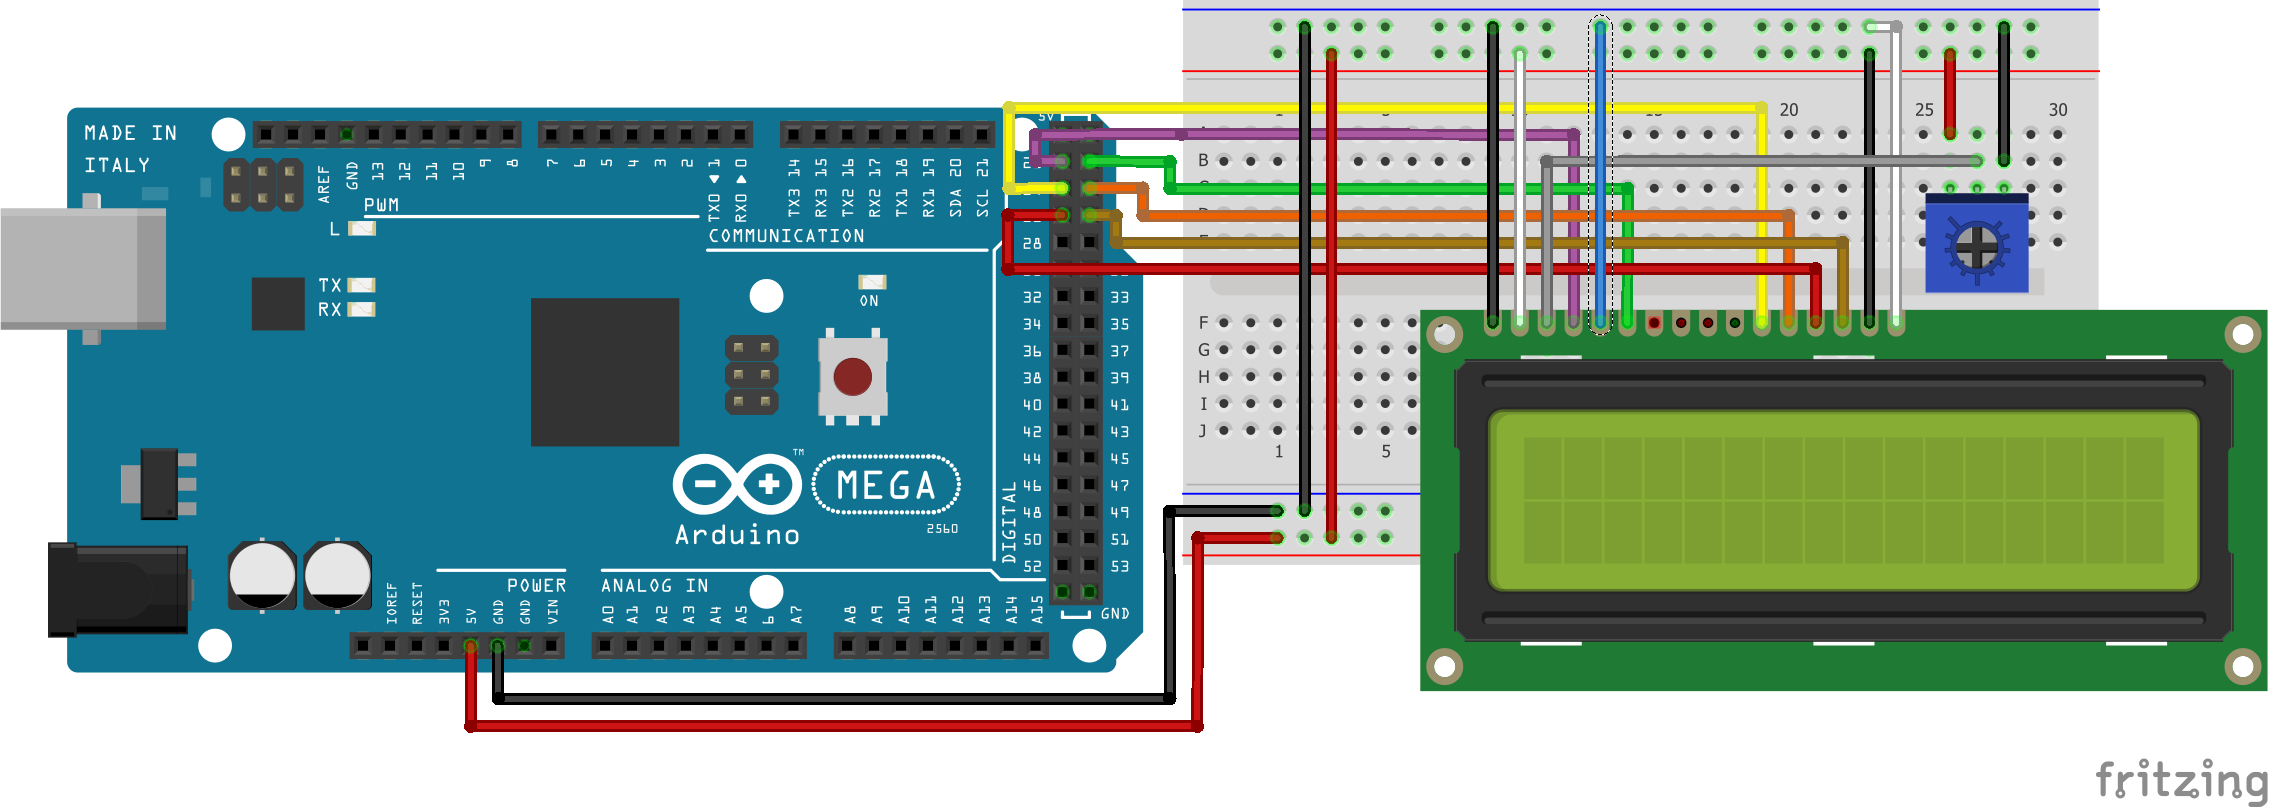 MADE IN
ITALY
AREF
GND
13
12
11
10
9
8
7
6
5
4
3
2
TX0 ▶ 1
RX0 ◀ 0
TX3 14
RX3 15
TX2 16
RX2 17
TX1 18
RX1 19
SDA 20
SCL 21
5V
PWM
L
COMMUNICATION
TX
RX
ON
28
32 33
34 35
36 37
38 39
40 41
42 43
44 45
46 47
48 49
50 51
52 53
DIGITAL
GND
TM
MEGA
2560
Arduino
POWER
ANALOG IN
IOREF
RESET
3V3
5V
GND
GND
VIN
A0
A1
A2
A3
A4
A5
A7
A8
A9
A10
A11
A12
A13
A14
A15
20
25
30
B
F
G
H
I
J
1
5
fritzing